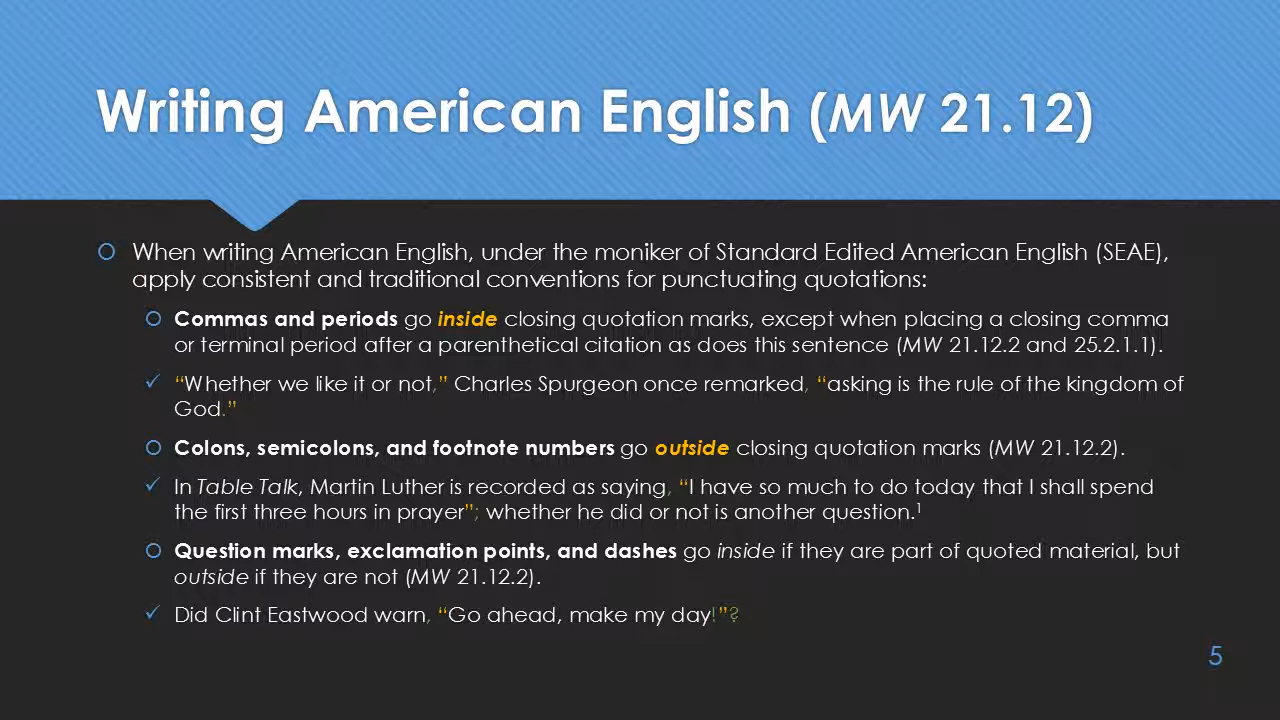 Writing American English (MW 21.12)
When writing American English, under the moniker of Standard Edited American English (SEAE),
apply consistent and traditional conventions for punctuating quotations:
Commas and periods go inside closing quotation marks, except when placing a closing comma
or terminal period after a parenthetical citation as does this sentence (MW 21.12.2 and 25.2.1.1).
“Whether we like it or not,” Charles Spurgeon once remarked, “asking is the rule of the kingdom of
God.”
Colons, semicolons, and footnote numbers go outside closing quotation marks (MW 21.12.2).
In Table Talk, Martin Luther is recorded as saying, “I have so much to do today that I shall spend
the first three hours in prayer”; whether he did or not is another question.¹
Question marks, exclamation points, and dashes go inside if they are part of quoted material, but
outside if they are not (MW 21.12.2).
Did Clint Eastwood warn, “Go ahead, make my day!”?
5